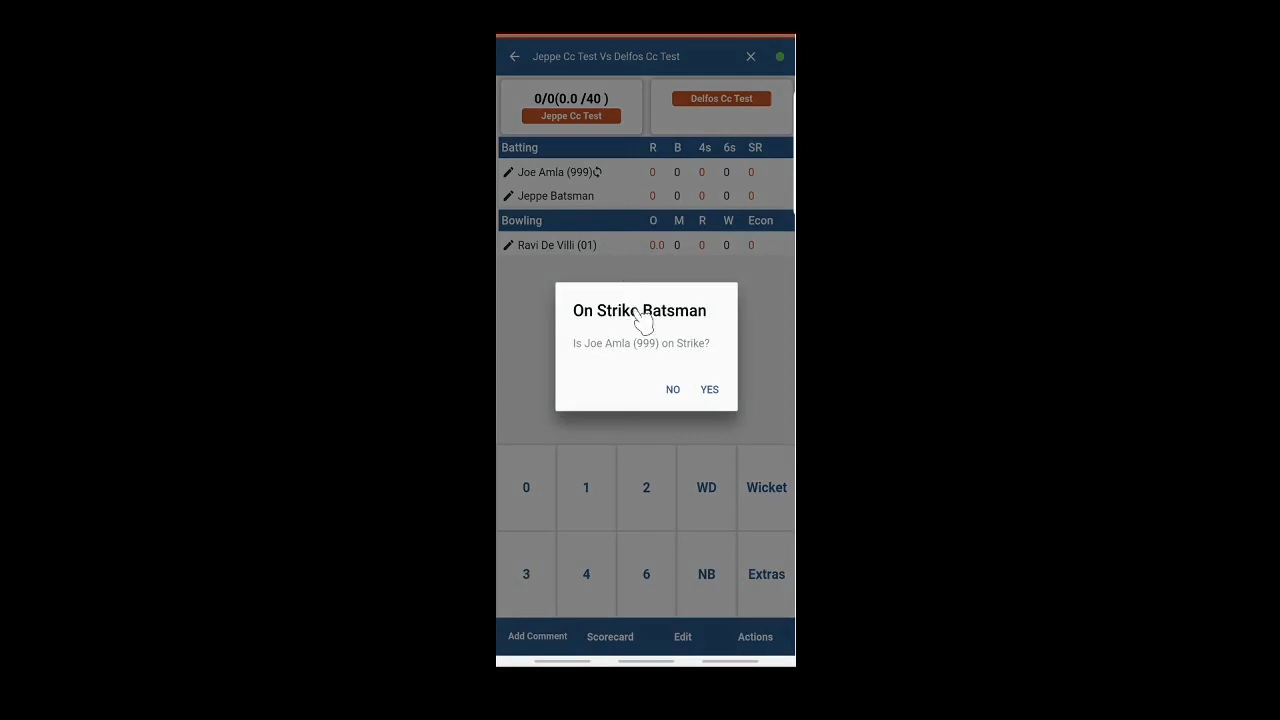 Jeppe Cc Test Vs Delfos Cc Test
0/0(0.0 /40 )
Jeppe Cc Test
Delfos Cc Test
Batting R B 4s 6s SR
Joe Amla (999) 0 0 0 0 0
Jeppe Batsman 0 0 0 0 0
Bowling O M R W Econ
Ravi De Villi (01) 0.0 0 0 0 0
On Strike Batsman
Is Joe Amla (999) on Strike?
NO YES
0 1 2 WD Wicket
3 4 6 NB Extras
Add Comment Scorecard Edit Actions